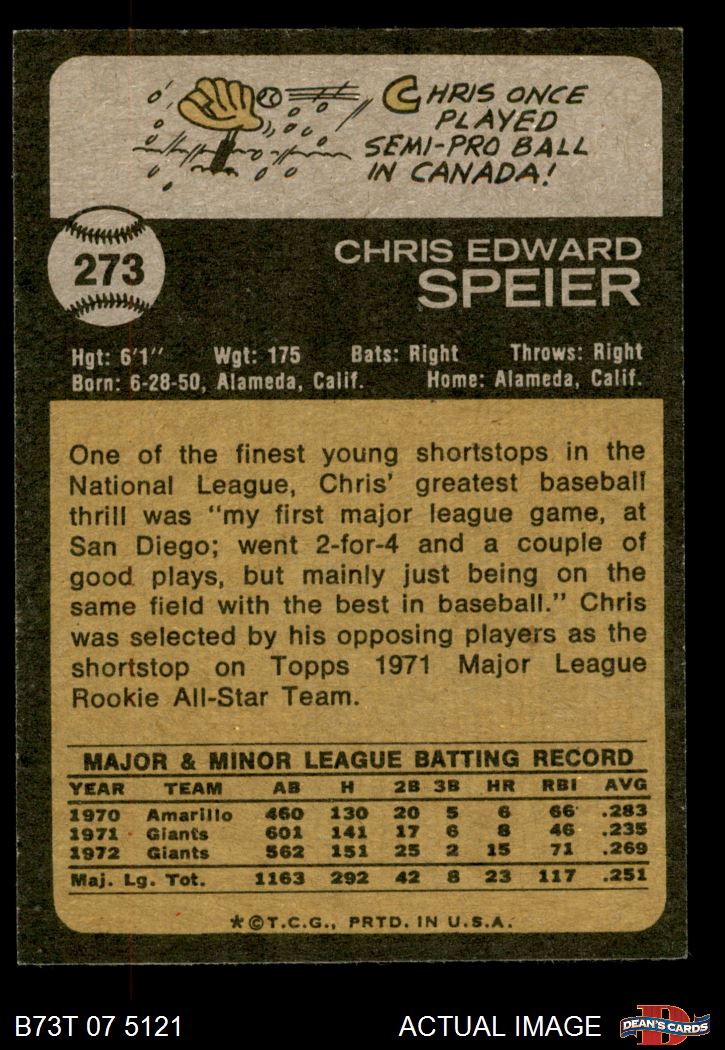 CHRIS ONCE
PLAYED
SEMI-PRO BALL
IN CANADA!
273
CHRIS EDWARD
SPEIER
Hgt: 6'1" Wgt: 175 Bats: Right Throws: Right
Born: 6-28-50, Alameda, Calif. Home: Alameda, Calif.
One of the finest young shortstops in the
National League, Chris' greatest baseball
thrill was "my first major league game, at
San Diego; went 2-for-4 and a couple of
good plays, but mainly just being on the
same field with the best in baseball." Chris
was selected by his opposing players as the
shortstop on Topps 1971 Major League
Rookie All-Star Team.
MAJOR & MINOR LEAGUE BATTING RECORD
YEAR TEAM AB H 2B 3B HR RBI AVG
1970 Amarillo 460 130 20 5 6 66 .283
1971 Giants 601 141 17 6 8 46 .235
1972 Giants 562 151 25 2 15 71 .269
Maj. Lg. Tot. 1163 292 42 8 23 117 .251
*©T.C.G., PRTD. IN U.S.A.
B73T 07 5121 ACTUAL IMAGE
D
DEAN'S CARDS